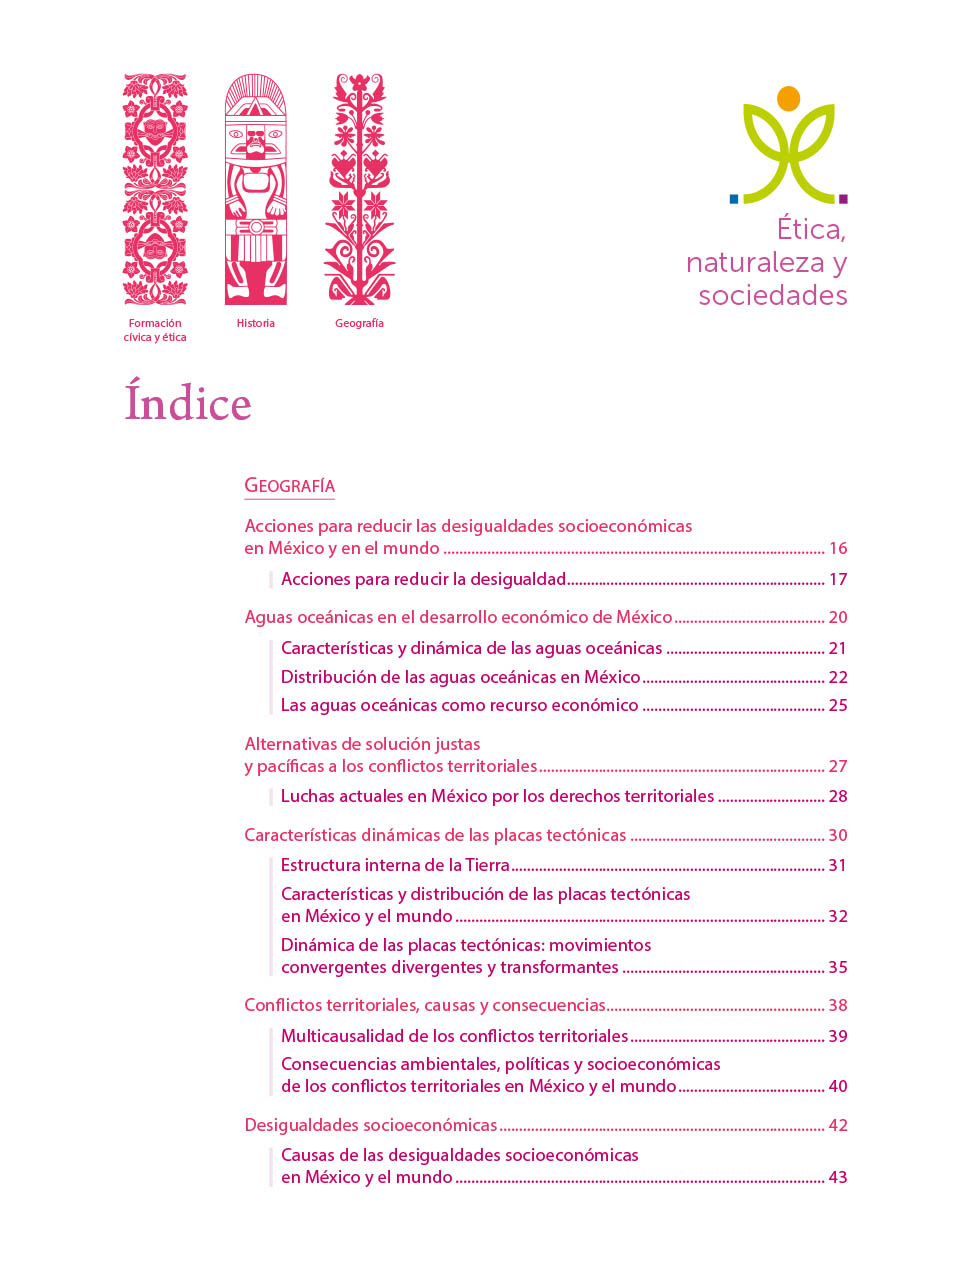 Formación
cívica y ética
Historia
Geografía
Ética,
naturaleza y
sociedades
Índice
GEOGRAFÍA
Acciones para reducir las desigualdades socioeconómicas
en México y en el mundo ........ 16
Acciones para reducir la desigualdad........ 17
Aguas oceánicas en el desarrollo económico de México........ 20
Características y dinámica de las aguas oceánicas ........ 21
Distribución de las aguas oceánicas en México........ 22
Las aguas oceánicas como recurso económico ........ 25
Alternativas de solución justas
y pacíficas a los conflictos territoriales........ 27
Luchas actuales en México por los derechos territoriales ........ 28
Características dinámicas de las placas tectónicas ........ 30
Estructura interna de la Tierra........ 31
Características y distribución de las placas tectónicas
en México y el mundo ........ 32
Dinámica de las placas tectónicas: movimientos
convergentes divergentes y transformantes ........ 35
Conflictos territoriales, causas y consecuencias........ 38
Multicausalidad de los conflictos territoriales........ 39
Consecuencias ambientales, políticas y socioeconómicas
de los conflictos territoriales en México y el mundo........ 40
Desigualdades socioeconómicas........ 42
Causas de las desigualdades socioeconómicas
en México y el mundo ........ 43